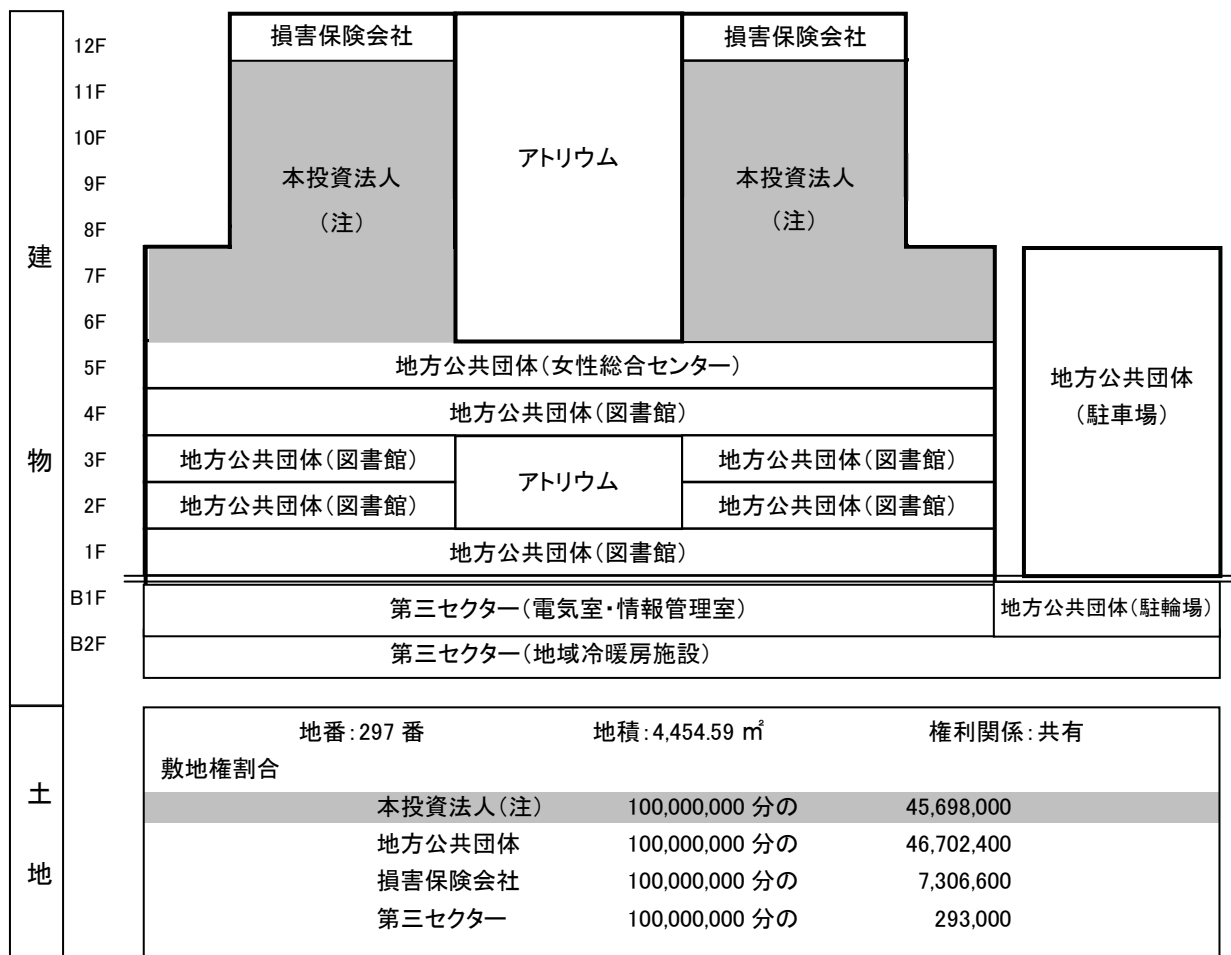 建物
12F
損害保険会社
損害保険会社
11F
10F
アトリウム
9F
本投資法人
本投資法人
8F
（注）
（注）
7F
6F
5F
地方公共団体（女性総合センター）
地方公共団体
（駐車場）
4F
地方公共団体（図書館）
3F
地方公共団体（図書館）
アトリウム
地方公共団体（図書館）
2F
地方公共団体（図書館）
地方公共団体（図書館）
1F
地方公共団体（図書館）
B1F
第三セクター（電気室・情報管理室）
地方公共団体（駐輪場）
B2F
第三セクター（地域冷暖房施設）
土地
地番：297 番 地積：4,454.59 ㎡ 権利関係：共有
敷地権割合
本投資法人（注） 100,000,000 分の 45,698,000
地方公共団体 100,000,000 分の 46,702,400
損害保険会社 100,000,000 分の 7,306,600
第三セクター 100,000,000 分の 293,000